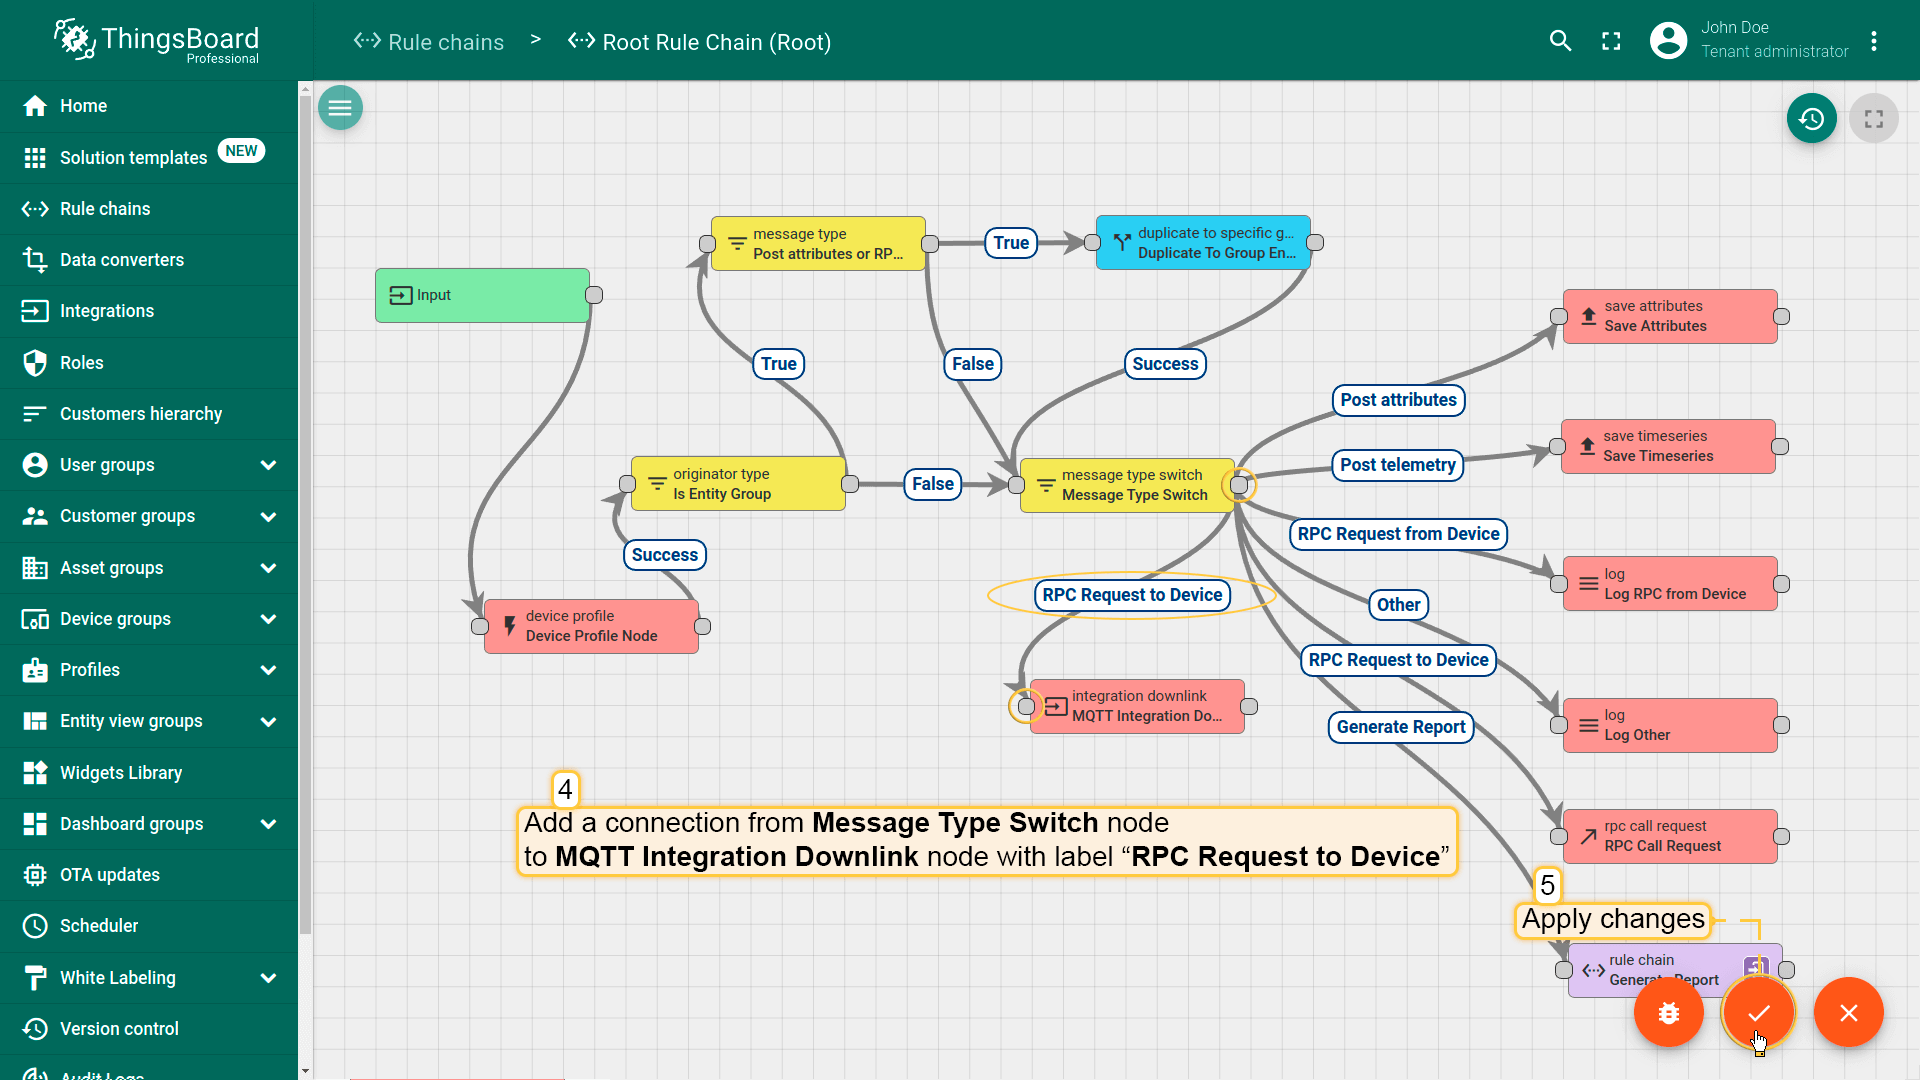 ThingsBoard
Professional
Rule chains > Root Rule Chain (Root)
John Doe
Tenant administrator
Home
Solution templates NEW
Rule chains
Data converters
Integrations
Roles
Customers hierarchy
User groups
Customer groups
Asset groups
Device groups
Profiles
Entity view groups
Widgets Library
Dashboard groups
OTA updates
Scheduler
White Labeling
Version control
Audit Logs
Input
message type
Post attributes or RP...
True
duplicate to specific g...
Duplicate To Group En...
True
False
Success
save attributes
Save Attributes
Post attributes
save timeseries
Save Timeseries
Post telemetry
originator type
Is Entity Group
False
message type switch
Message Type Switch
Success
RPC Request from Device
log
Log RPC from Device
device profile
Device Profile Node
RPC Request to Device
Other
RPC Request to Device
integration downlink
MQTT Integration Do...
Generate Report
log
Log Other
4
Add a connection from Message Type Switch node
to MQTT Integration Downlink node with label “RPC Request to Device”
rpc call request
RPC Call Request
5
Apply changes
rule chain
Generate Report